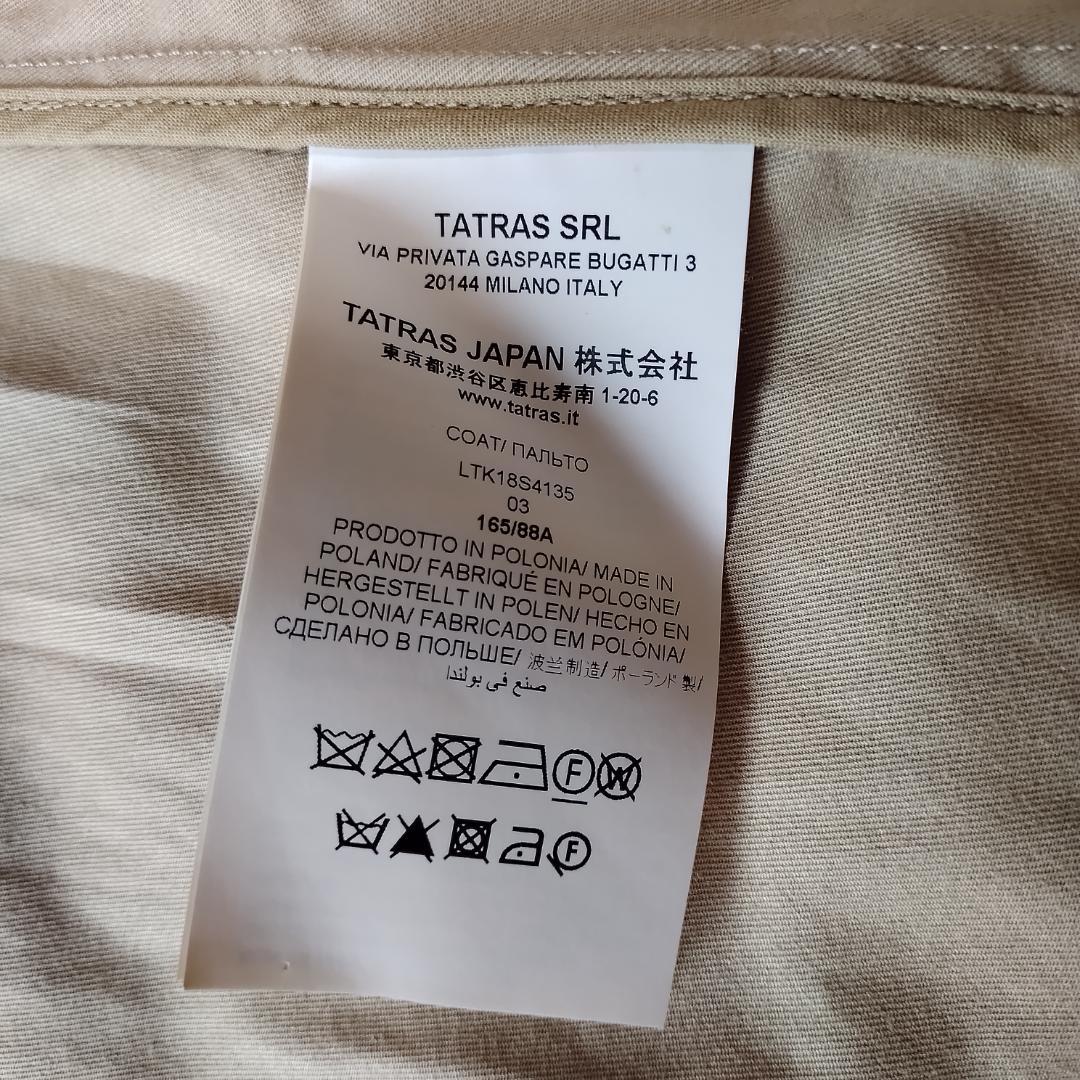 TATRAS SRL
VIA PRIVATA GASPARE BUGATTI 3
20144 MILANO ITALY
TATRAS JAPAN 株式会社
東京都渋谷区恵比寿南 1-20-6
www.tatras.it
COAT/ ПАЛЬТО
LTK18S4135
03
165/88A
PRODOTTO IN POLONIA/ MADE IN
POLAND/ FABRIQUÉ EN POLOGNE/
HERGESTELLT IN POLEN/ HECHO EN
POLONIA/ FABRICADO EM POLÓNIA/
СДЕЛАНО В ПОЛЬШЕ/ 波兰制造/ ポーランド製/
صنع في بولندا
F W
F